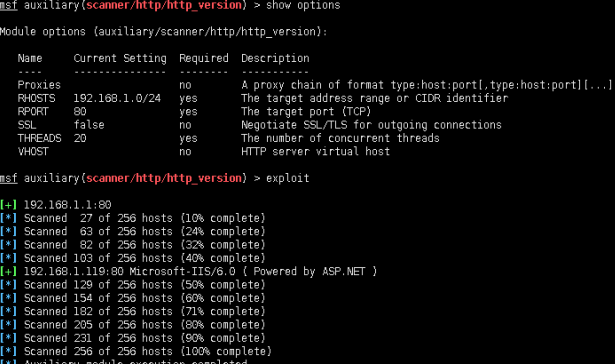 msf auxiliary(scanner/http/http_version) > show options
Module options (auxiliary/scanner/http/http_version):
Name Current Setting Required Description
---- --------------- -------- -----------
Proxies no A proxy chain of format type:host:port[,type:host:port][...]
RHOSTS 192.168.1.0/24 yes The target address range or CIDR identifier
RPORT 80 yes The target port (TCP)
SSL false no Negotiate SSL/TLS for outgoing connections
THREADS 20 yes The number of concurrent threads
VHOST no HTTP server virtual host
msf auxiliary(scanner/http/http_version) > exploit
[+] 192.168.1.1:80
[*] Scanned 27 of 256 hosts (10% complete)
[*] Scanned 63 of 256 hosts (24% complete)
[*] Scanned 82 of 256 hosts (32% complete)
[*] Scanned 103 of 256 hosts (40% complete)
[+] 192.168.1.119:80 Microsoft-IIS/6.0 ( Powered by ASP.NET )
[*] Scanned 129 of 256 hosts (50% complete)
[*] Scanned 154 of 256 hosts (60% complete)
[*] Scanned 182 of 256 hosts (71% complete)
[*] Scanned 205 of 256 hosts (80% complete)
[*] Scanned 231 of 256 hosts (90% complete)
[*] Scanned 256 of 256 hosts (100% complete)
[*] Auxiliary module execution completed